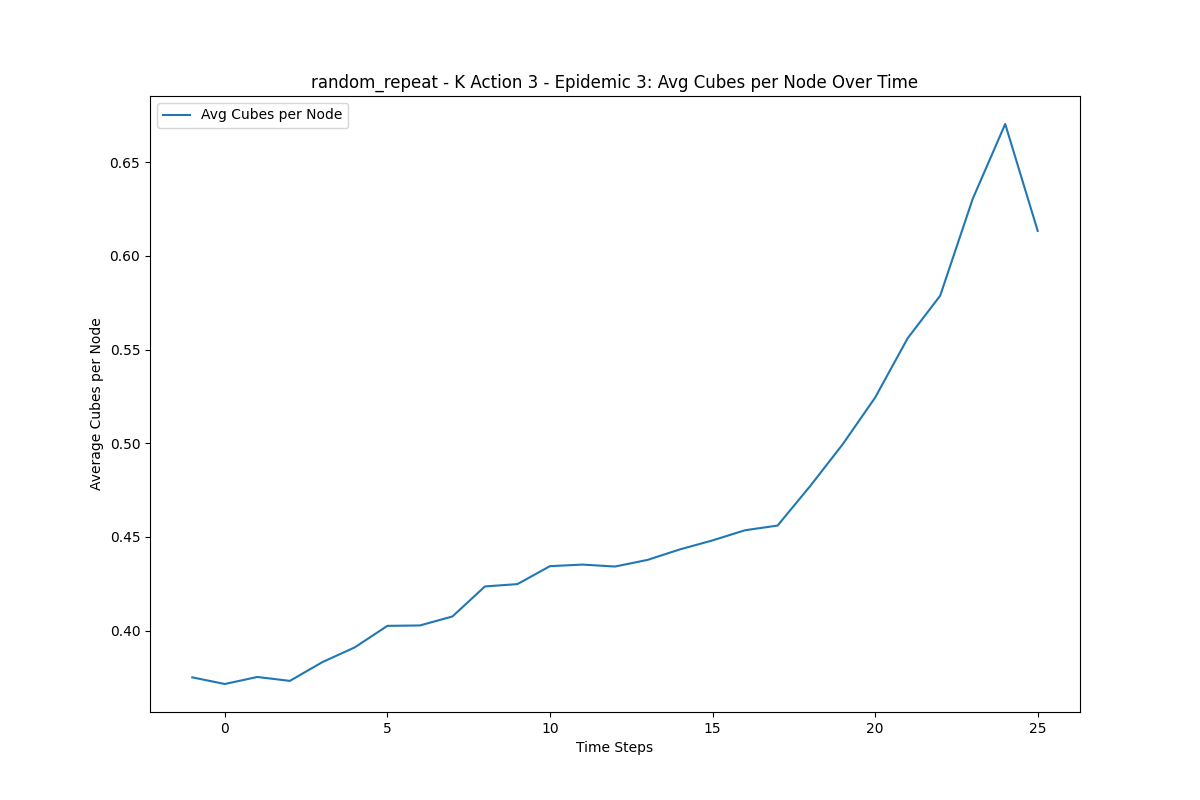 random_repeat - K Action 3 - Epidemic 3: Avg Cubes per Node Over Time
Avg Cubes per Node
Average Cubes per Node
0.65
0.60
0.55
0.50
0.45
0.40
0 5 10 15 20 25
Time Steps